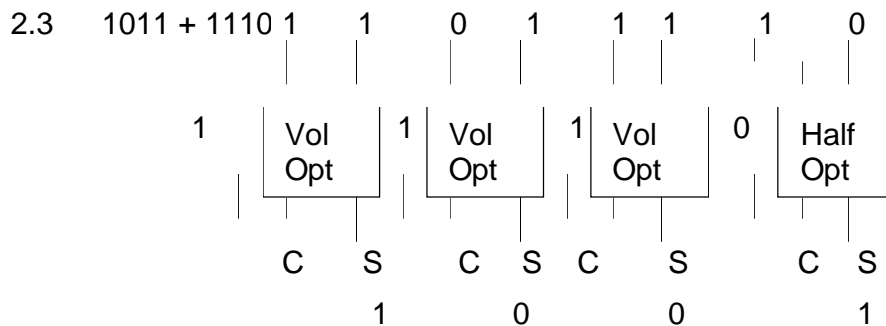 2.3 1011 + 1110 1 1 0 1 1 1 1 0
1 Vol 1 Vol 1 Vol 0 Half
Opt Opt Opt Opt
C S C S C S C S
1 0 0 1